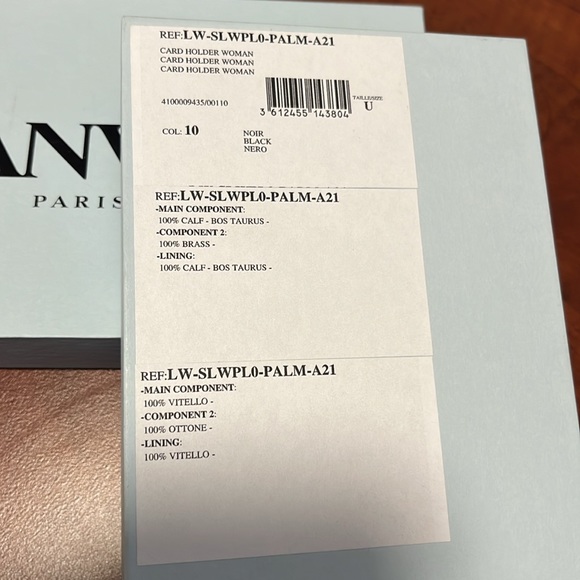 ANV
PARIS
REF:LW-SLWPL0-PALM-A21
CARD HOLDER WOMAN
CARD HOLDER WOMAN
CARD HOLDER WOMAN
4100009435/00110
3 612455 143804
TAILLE/SIZE
U
COL: 10
NOIR
BLACK
NERO
REF:LW-SLWPL0-PALM-A21
-MAIN COMPONENT:
100% CALF - BOS TAURUS -
-COMPONENT 2:
100% BRASS -
-LINING:
100% CALF - BOS TAURUS -
REF:LW-SLWPL0-PALM-A21
-MAIN COMPONENT:
100% VITELLO -
-COMPONENT 2:
100% OTTONE -
-LINING:
100% VITELLO -